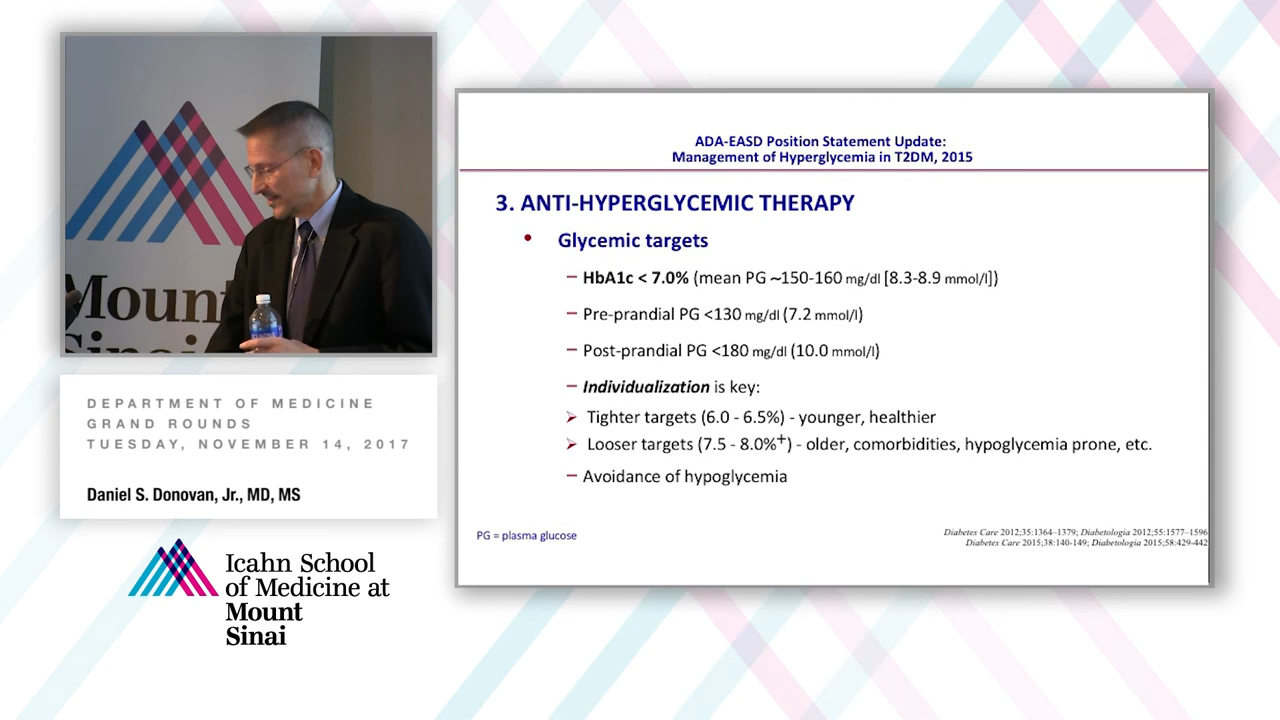 Mount
Sinai
DEPARTMENT OF MEDICINE
GRAND ROUNDS
TUESDAY, NOVEMBER 14, 2017
Daniel S. Donovan, Jr., MD, MS
Icahn School
of Medicine at
Mount
Sinai
ADA-EASD Position Statement Update:
Management of Hyperglycemia in T2DM, 2015
3. ANTI-HYPERGLYCEMIC THERAPY
• Glycemic targets
– HbA1c < 7.0% (mean PG ~150-160 mg/dl [8.3-8.9 mmol/l])
– Pre-prandial PG <130 mg/dl (7.2 mmol/l)
– Post-prandial PG <180 mg/dl (10.0 mmol/l)
– Individualization is key:
➢ Tighter targets (6.0 - 6.5%) - younger, healthier
➢ Looser targets (7.5 - 8.0%+) - older, comorbidities, hypoglycemia prone, etc.
– Avoidance of hypoglycemia
PG = plasma glucose
Diabetes Care 2012;35:1364–1379; Diabetologia 2012;55:1577–1596
Diabetes Care 2015;38:140-149; Diabetologia 2015;58:429-442